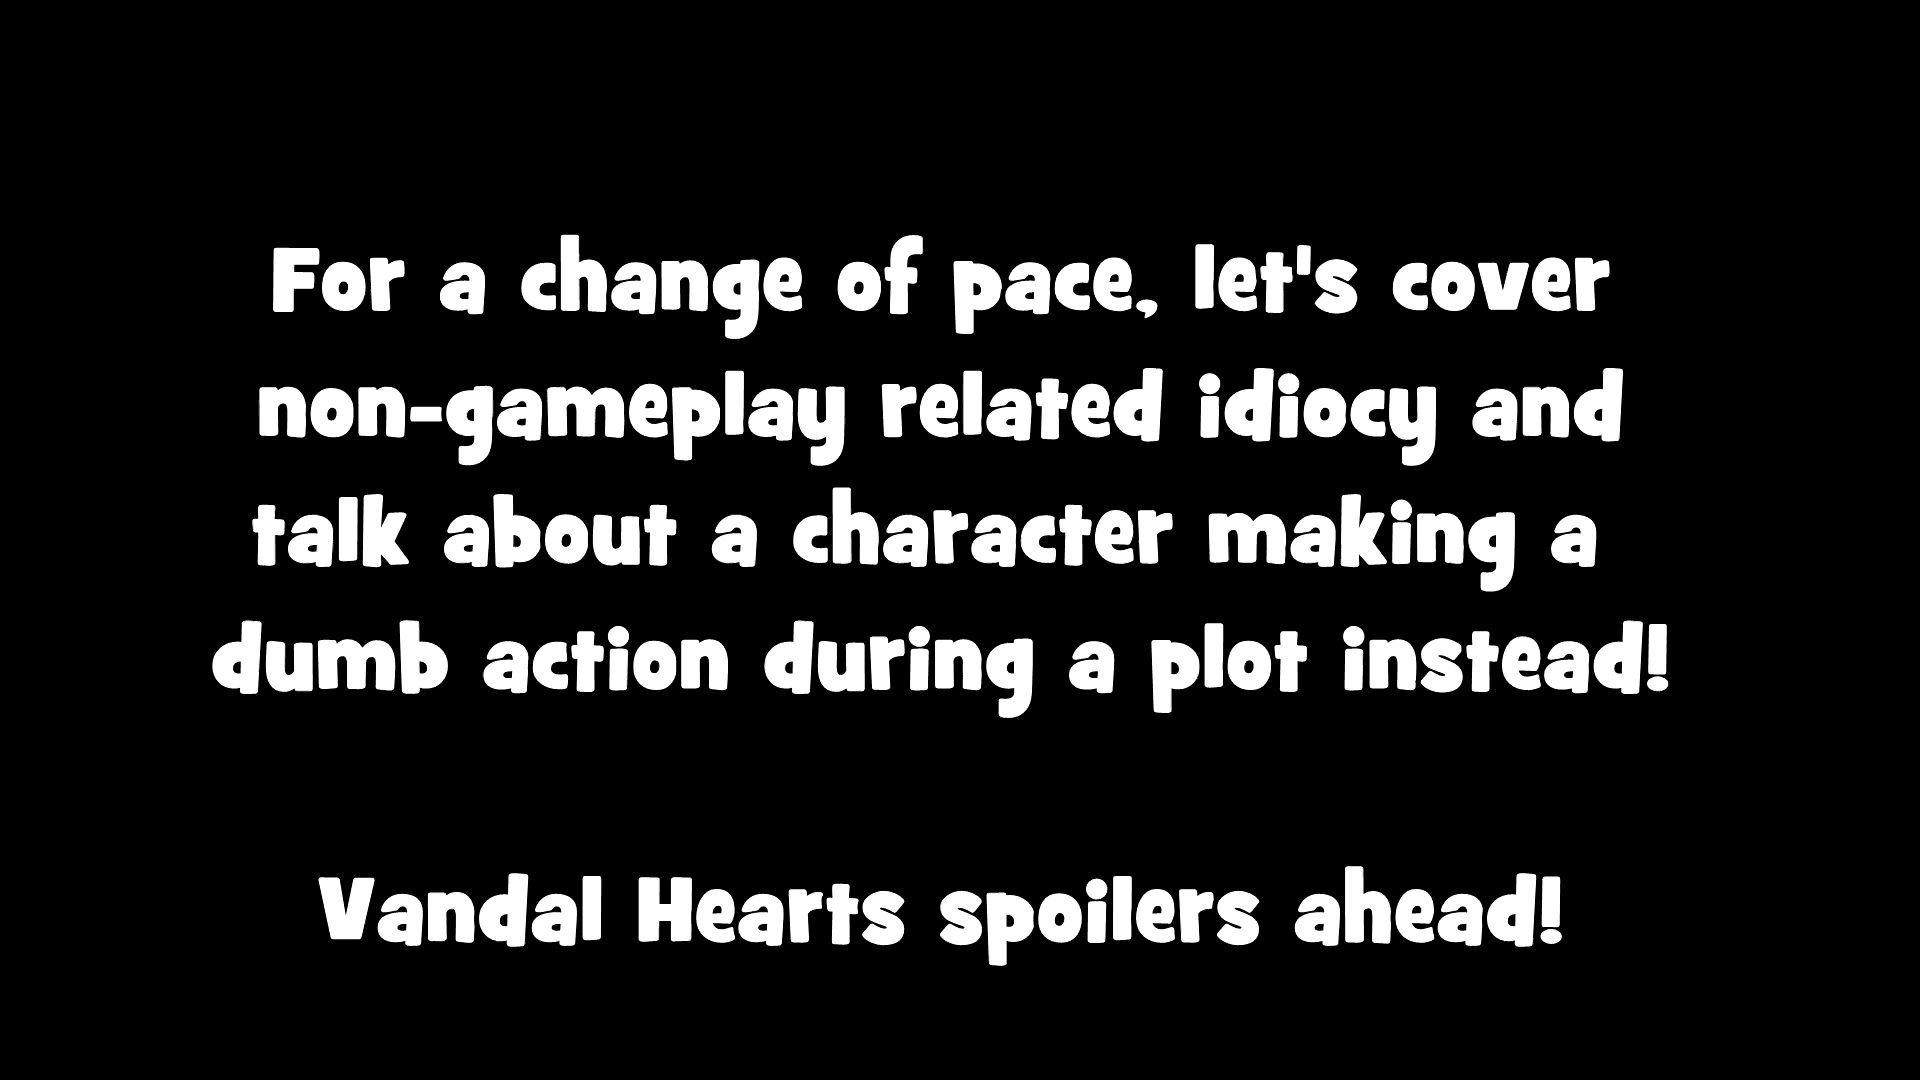 For a change of pace, let's cover
non-gameplay related idiocy and
talk about a character making a
dumb action during a plot instead!
Vandal Hearts spoilers ahead!